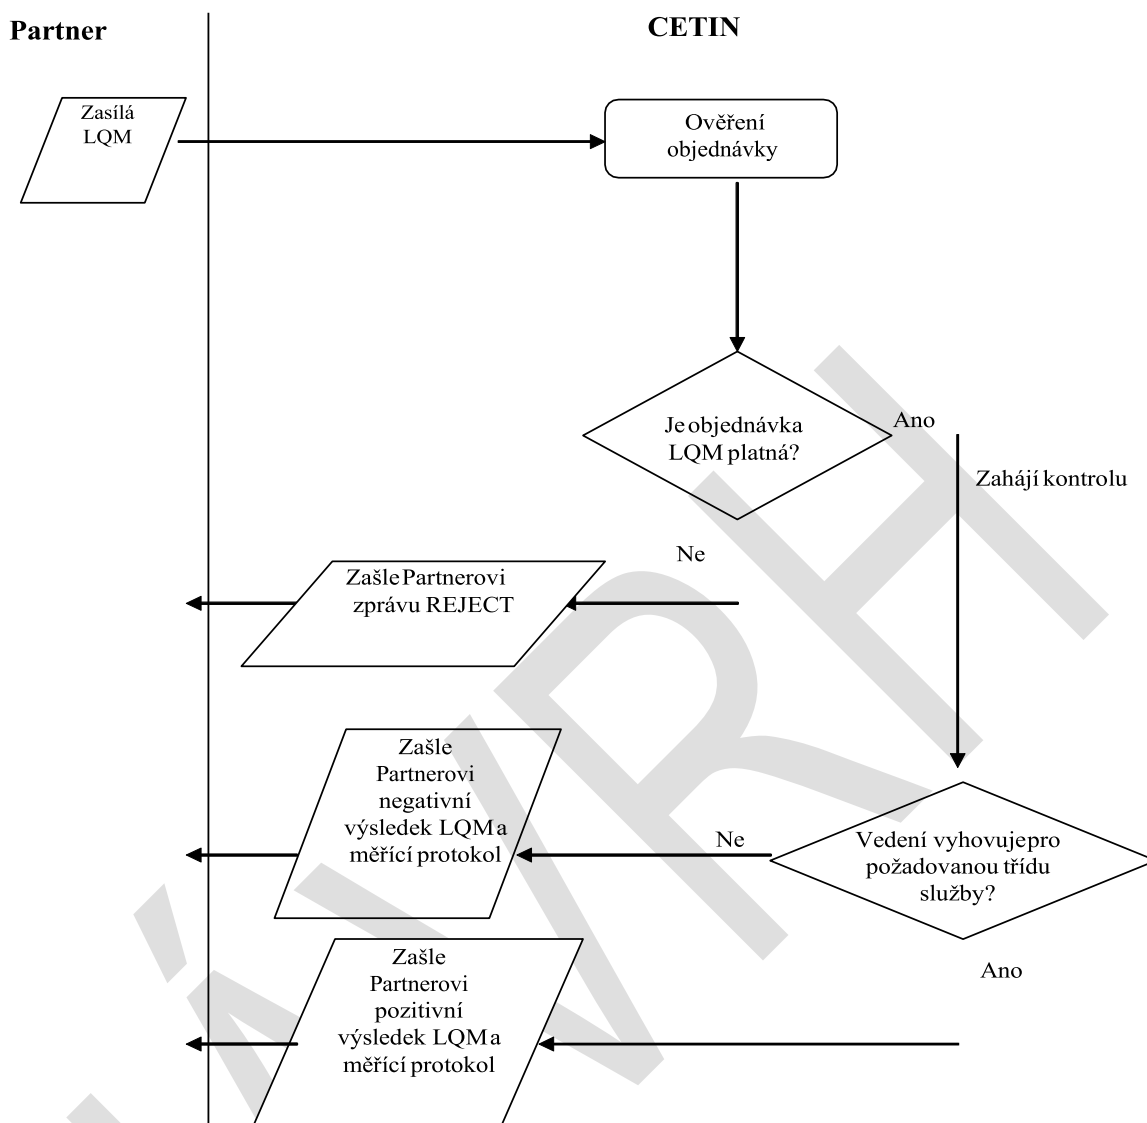 Partner
CETIN
Zasílá
LQM
Ověření
objednávky
Je objednávka
LQM platná?
Ano
Zahájí kontrolu
Ne
Zašle Partnerovi
zprávu REJECT
Zašle
Partnerovi
negativní
výsledek LQM a
měřící protokol
Ne
Vedení vyhovuje pro
požadovanou třídu
služby?
Ano
Zašle
Partnerovi
pozitivní
výsledek LQM a
měřící protokol
ÁVRH